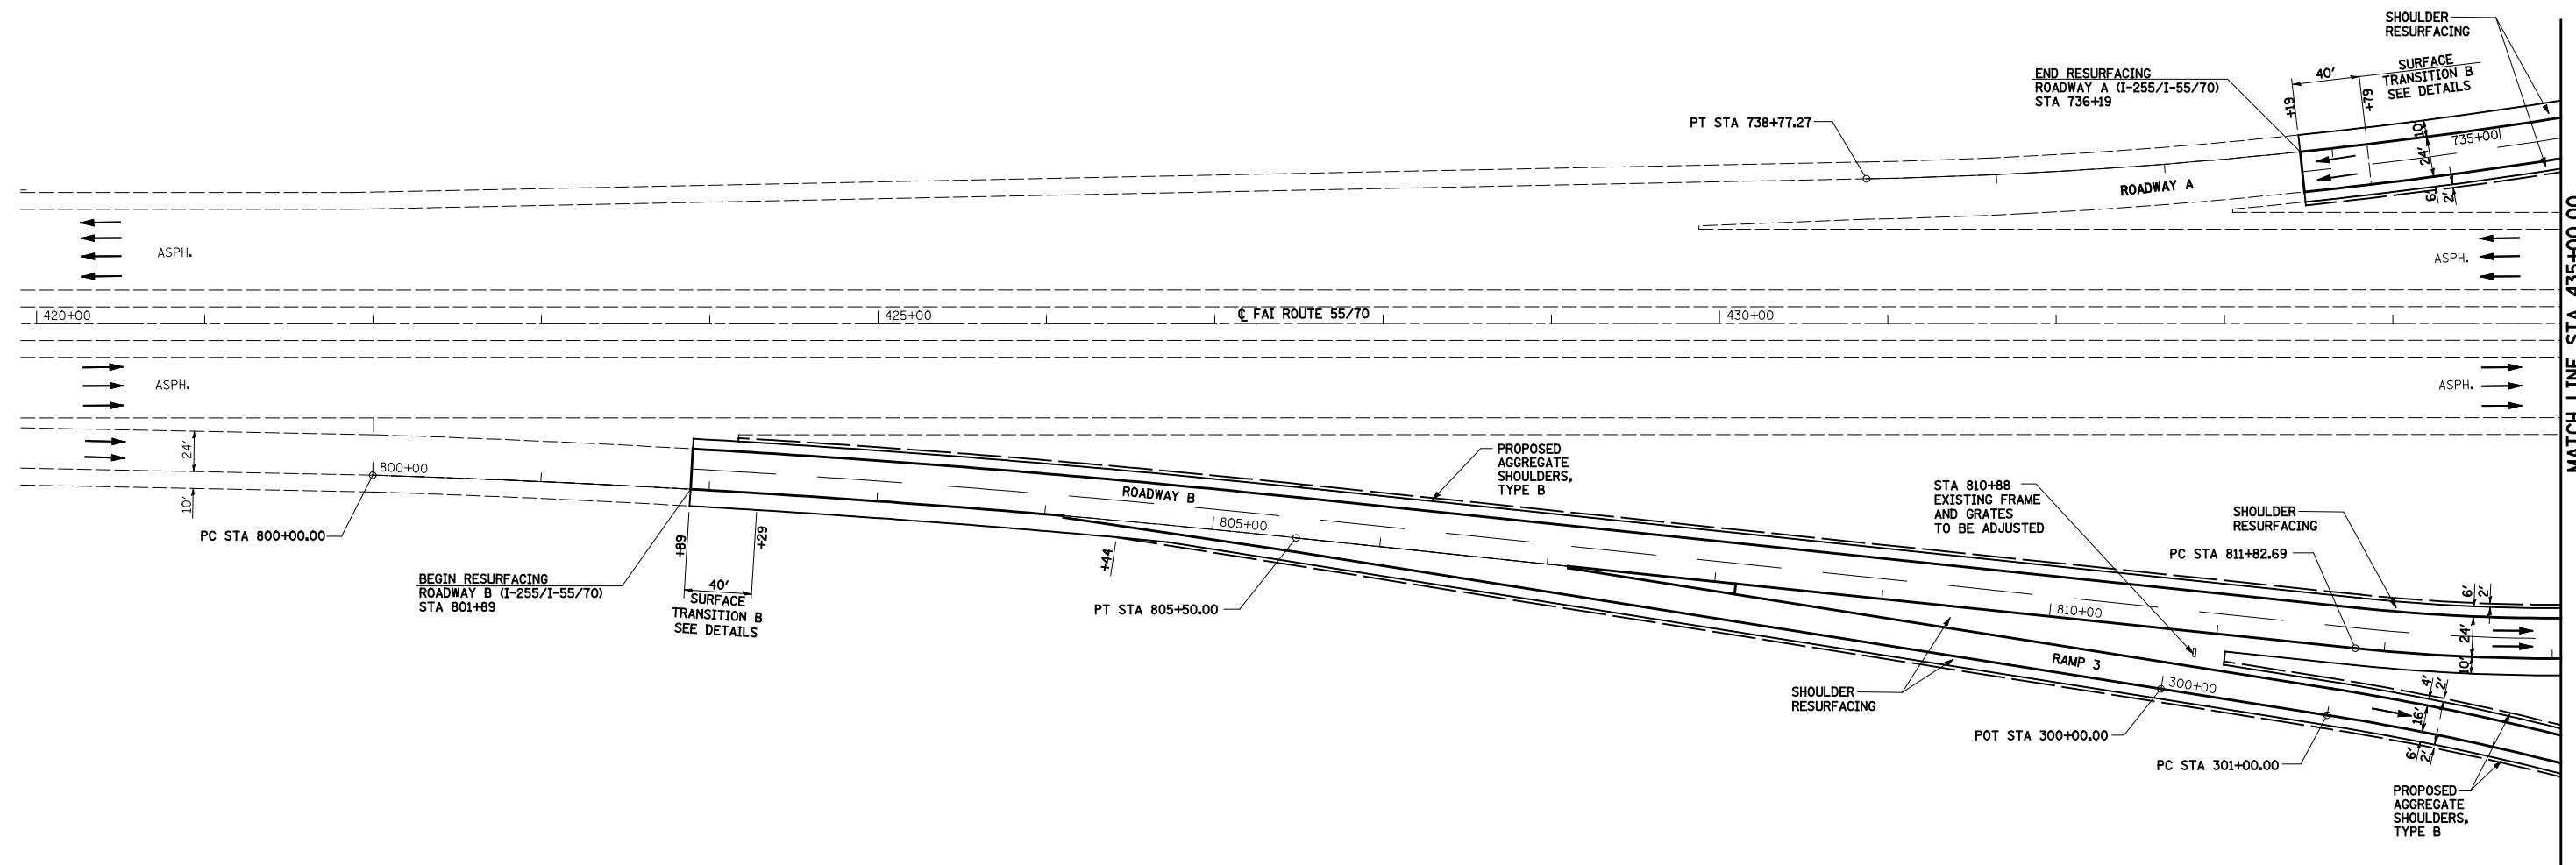 SHOULDER
RESURFACING
END RESURFACING
ROADWAY A (I-255/I-55/70)
STA 736+19
40'
SURFACE
TRANSITION B
SEE DETAILS
+19
+79
PT STA 738+77.27
10'
24'
735+00
6'
2'
ROADWAY A
ASPH.
ASPH.
420+00
425+00
℄ FAI ROUTE 55/70
430+00
MATCH LINE STA 435+00.00
ASPH.
ASPH.
24'
10'
800+00
PC STA 800+00.00
BEGIN RESURFACING
ROADWAY B (I-255/I-55/70)
STA 801+89
+89
+29
40'
SURFACE
TRANSITION B
SEE DETAILS
ROADWAY B
+44
805+00
PT STA 805+50.00
PROPOSED
AGGREGATE
SHOULDERS,
TYPE B
STA 810+88
EXISTING FRAME
AND GRATES
TO BE ADJUSTED
SHOULDER
RESURFACING
PC STA 811+82.69
810+00
6'
2'
24'
10'
RAMP 3
SHOULDER
RESURFACING
300+00
POT STA 300+00.00
PC STA 301+00.00
4'
2'
16'
6'
2'
PROPOSED
AGGREGATE
SHOULDERS,
TYPE B